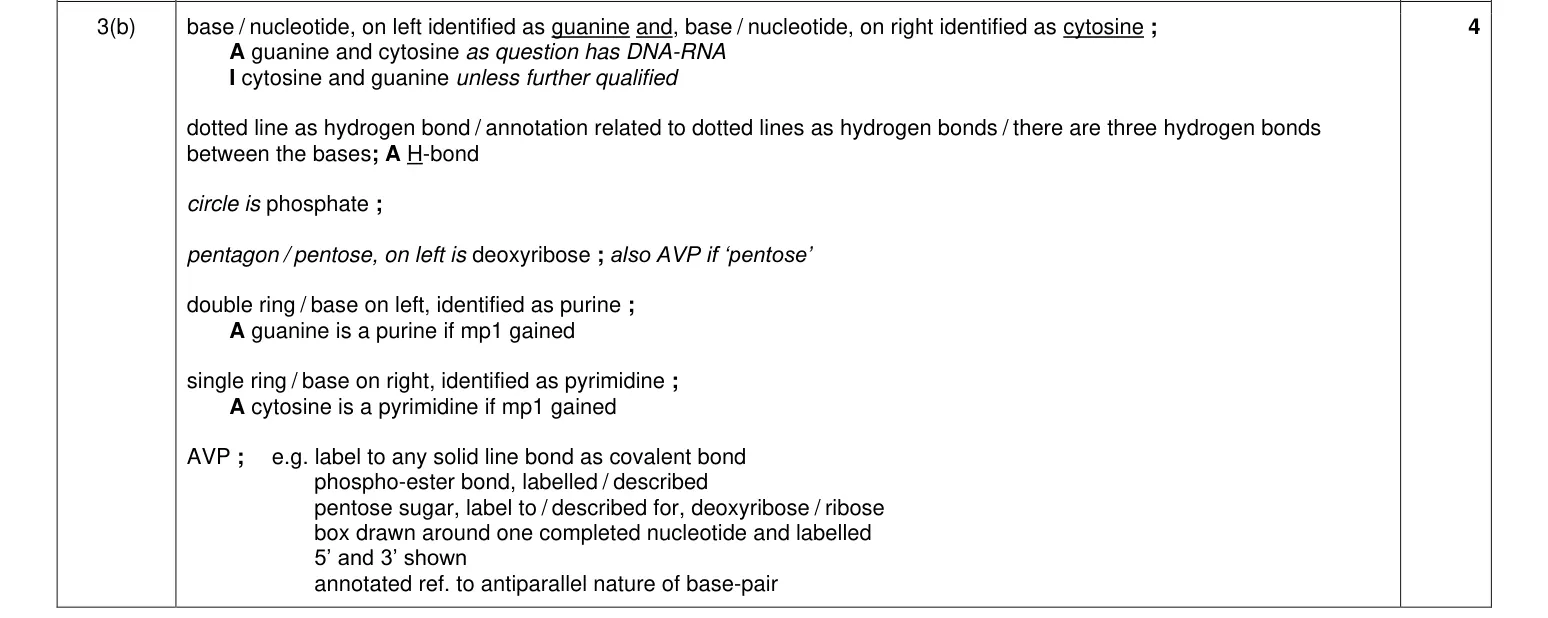 3(b)
base / nucleotide, on left identified as guanine and, base / nucleotide, on right identified as cytosine ;
4
A guanine and cytosine as question has DNA-RNA
I cytosine and guanine unless further qualified
dotted line as hydrogen bond / annotation related to dotted lines as hydrogen bonds / there are three hydrogen bonds
between the bases; A H-bond
circle is phosphate ;
pentagon / pentose, on left is deoxyribose ; also AVP if ‘pentose’
double ring / base on left, identified as purine ;
A guanine is a purine if mp1 gained
single ring / base on right, identified as pyrimidine ;
A cytosine is a pyrimidine if mp1 gained
AVP ; e.g. label to any solid line bond as covalent bond
phospho-ester bond, labelled / described
pentose sugar, label to / described for, deoxyribose / ribose
box drawn around one completed nucleotide and labelled
5’ and 3’ shown
annotated ref. to antiparallel nature of base-pair